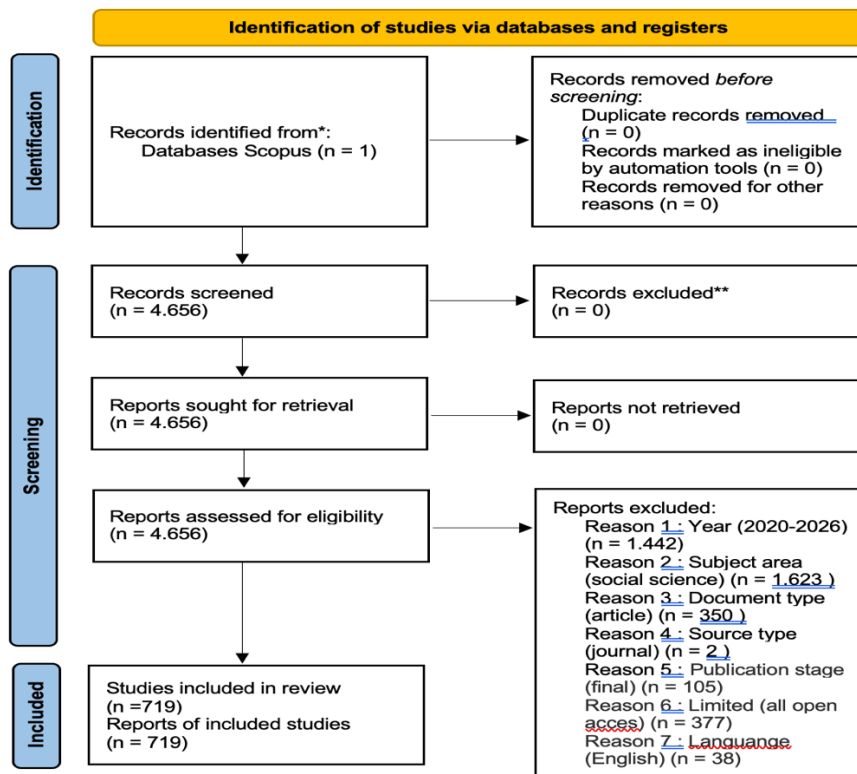 Identification of studies via databases and registers
Identification
Records identified from*:
Databases Scopus (n = 1)
Records removed before
screening:
Duplicate records removed
(n = 0)
Records marked as ineligible
by automation tools (n = 0)
Records removed for other
reasons (n = 0)
Screening
Records screened
(n = 4.656)
Records excluded**
(n = 0)
Reports sought for retrieval
(n = 4.656)
Reports not retrieved
(n = 0)
Reports assessed for eligibility
(n = 4.656)
Reports excluded:
Reason 1 : Year (2020-2026)
(n = 1.442)
Reason 2 : Subject area
(social science) (n = 1.623 )
Reason 3 : Document type
(article) (n = 350 )
Reason 4 : Source type
(journal) (n = 2 )
Reason 5 : Publication stage
(final) (n = 105)
Reason 6 : Limited (all open
acces) (n = 377)
Reason 7 : Languange
(English) (n = 38)
Included
Studies included in review
(n =719)
Reports of included studies
(n = 719)